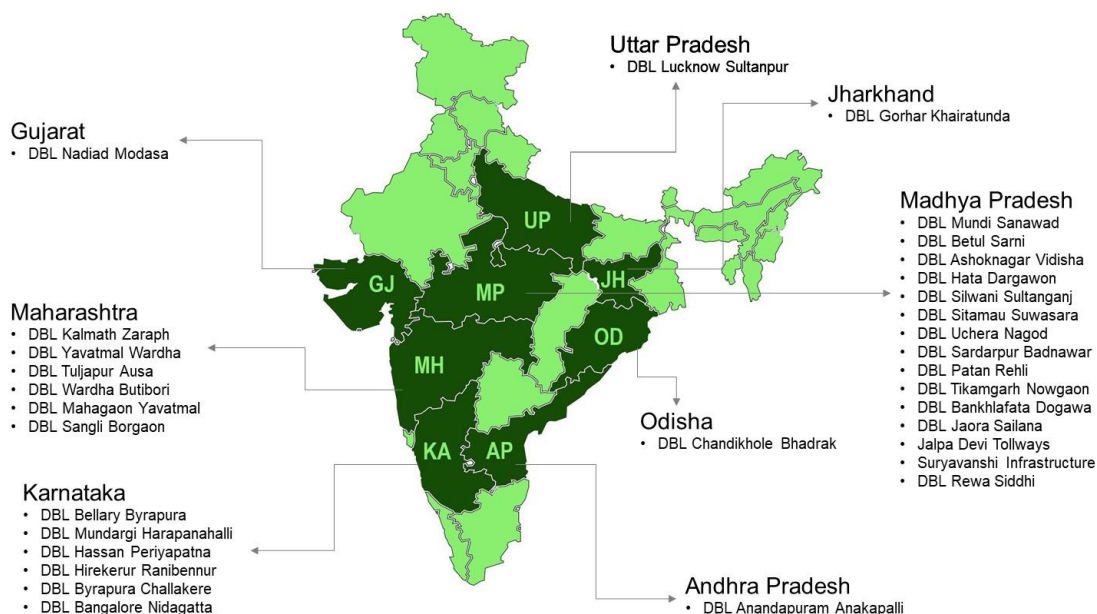 Uttar Pradesh
• DBL Lucknow Sultanpur
Jharkhand
• DBL Gorhar Khairatunda
Gujarat
• DBL Nadiad Modasa
Madhya Pradesh
• DBL Mundi Sanawad
• DBL Betul Sarni
• DBL Ashoknagar Vidisha
• DBL Hata Dargawon
• DBL Silwani Sultanganj
• DBL Sitamau Suwasara
• DBL Uchera Nagod
• DBL Sardarpur Badnawar
• DBL Patan Rehli
• DBL Tikamgarh Nowgaon
• DBL Bankhlafata Dogawa
• DBL Jaora Sailana
• Jalpa Devi Tollways
• Suryavanshi Infrastructure
• DBL Rewa Siddhi
UP
GJ
MP
JH
OD
MH
KA
AP
Maharashtra
• DBL Kalmath Zaraph
• DBL Yavatmal Wardha
• DBL Tuljapur Ausa
• DBL Wardha Butibori
• DBL Mahagaon Yavatmal
• DBL Sangli Borgaon
Odisha
• DBL Chandikhole Bhadrak
Karnataka
• DBL Bellary Byrapura
• DBL Mundargi Harapanahalli
• DBL Hassan Periyapatna
• DBL Hirekerur Ranibennur
• DBL Byrapura Challakere
• DBL Bangalore Nidagatta
Andhra Pradesh
• DBL Anandapuram Anakapalli